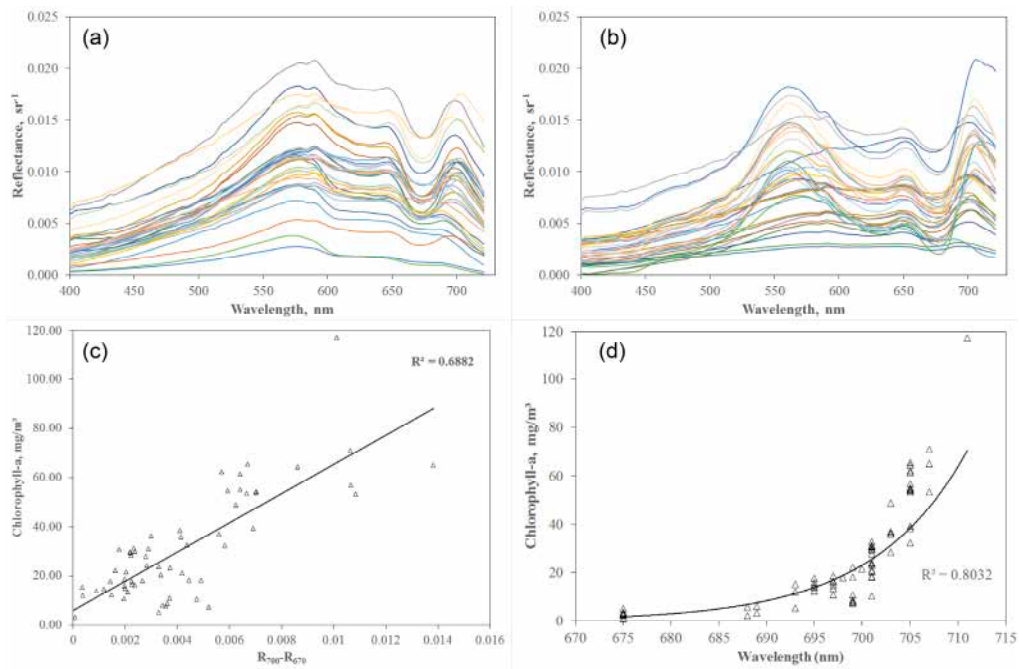 (a)
0.025
0.020
0.015
0.010
0.005
0.000
Reflectance, sr⁻¹
400 450 500 550 600 650 700
Wavelength, nm
(b)
0.025
0.020
0.015
0.010
0.005
0.000
Reflectance, sr⁻¹
400 450 500 550 600 650 700
Wavelength, nm
(c)
R² = 0.6882
120.00
100.00
80.00
60.00
40.00
20.00
0.00
Chlorophyll-a, mg/m³
0 0.002 0.004 0.006 0.008 0.01 0.012 0.014 0.016
R₇₀₀-R₆₇₀
(d)
120
100
80
60
40
20
0
Chlorophyll-a, mg/m³
R² = 0.8032
670 675 680 685 690 695 700 705 710 715
Wavelength (nm)